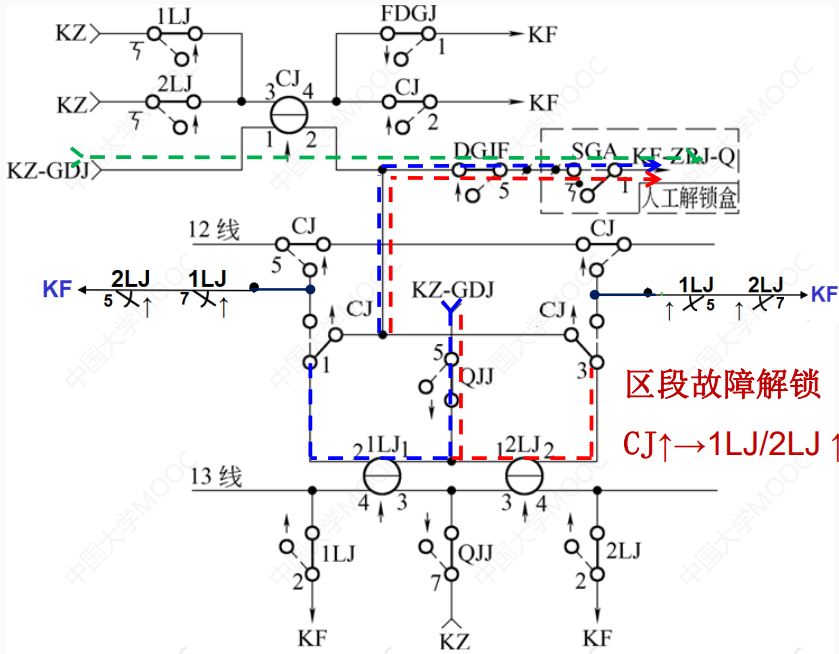 1LJ
FDGJ
KZ
KF
1
2LJ
CJ
CJ
KZ
3 4
KF
2
1 2
KZ-GDJ
DGJF
SGA
KF-ZRJ-Q
5
1
人工解锁盒
12 线
CJ
CJ
5
KF
2LJ
1LJ
5
7
KZ-GDJ
1LJ
2LJ
5
7
KF
CJ
CJ
1
5
QJJ
3
区段故障解锁
CJ↑→1LJ/2LJ ↑
2 1LJ 1
1 2LJ 2
13 线
4 3
3 4
1LJ
QJJ
2LJ
2
7
2
KF
KZ
KF
中国大学MOOC